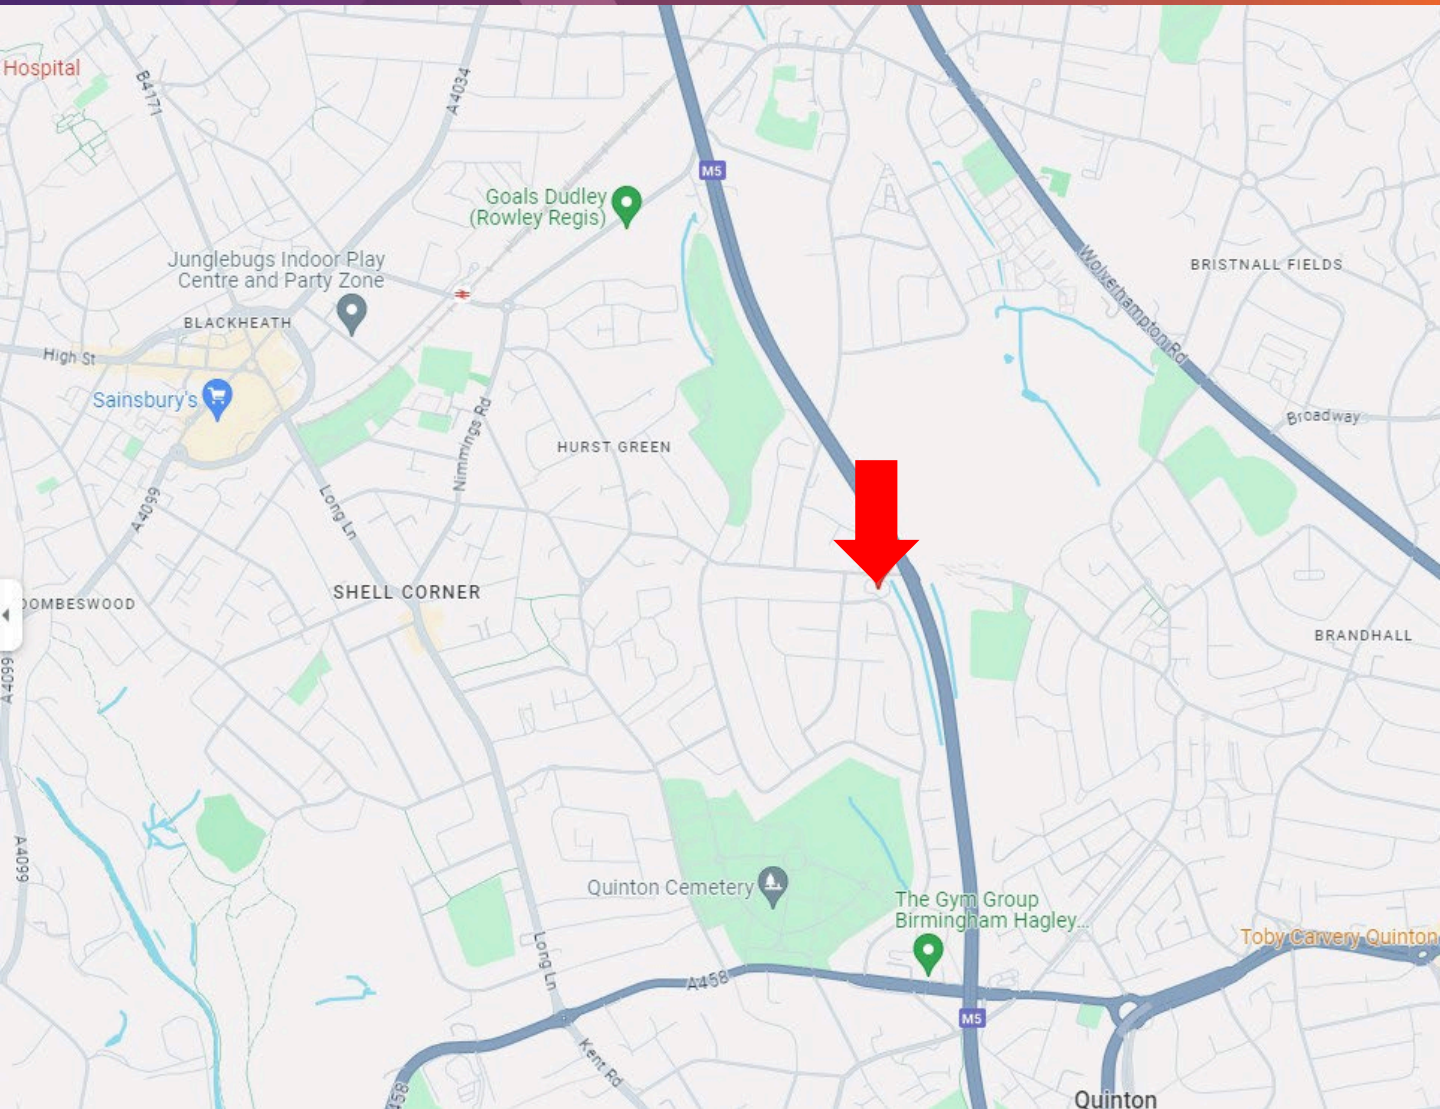 Hospital
B4171
A4034
M5
Goals Dudley
(Rowley Regis)
Junglebugs Indoor Play
Centre and Party Zone
BLACKHEATH
High St
Sainsbury's
Wolverhampton Rd
BRISTNALL FIELDS
Broadway
Nimmings Rd
HURST GREEN
A4099
Long Ln
SHELL CORNER
OOMBESWOOD
BRANDHALL
A4099
A4099
Quinton Cemetery
The Gym Group
Birmingham Hagley...
Toby Carvery Quinton
Long Ln
A458
M5
Kent Rd
458
Quinton